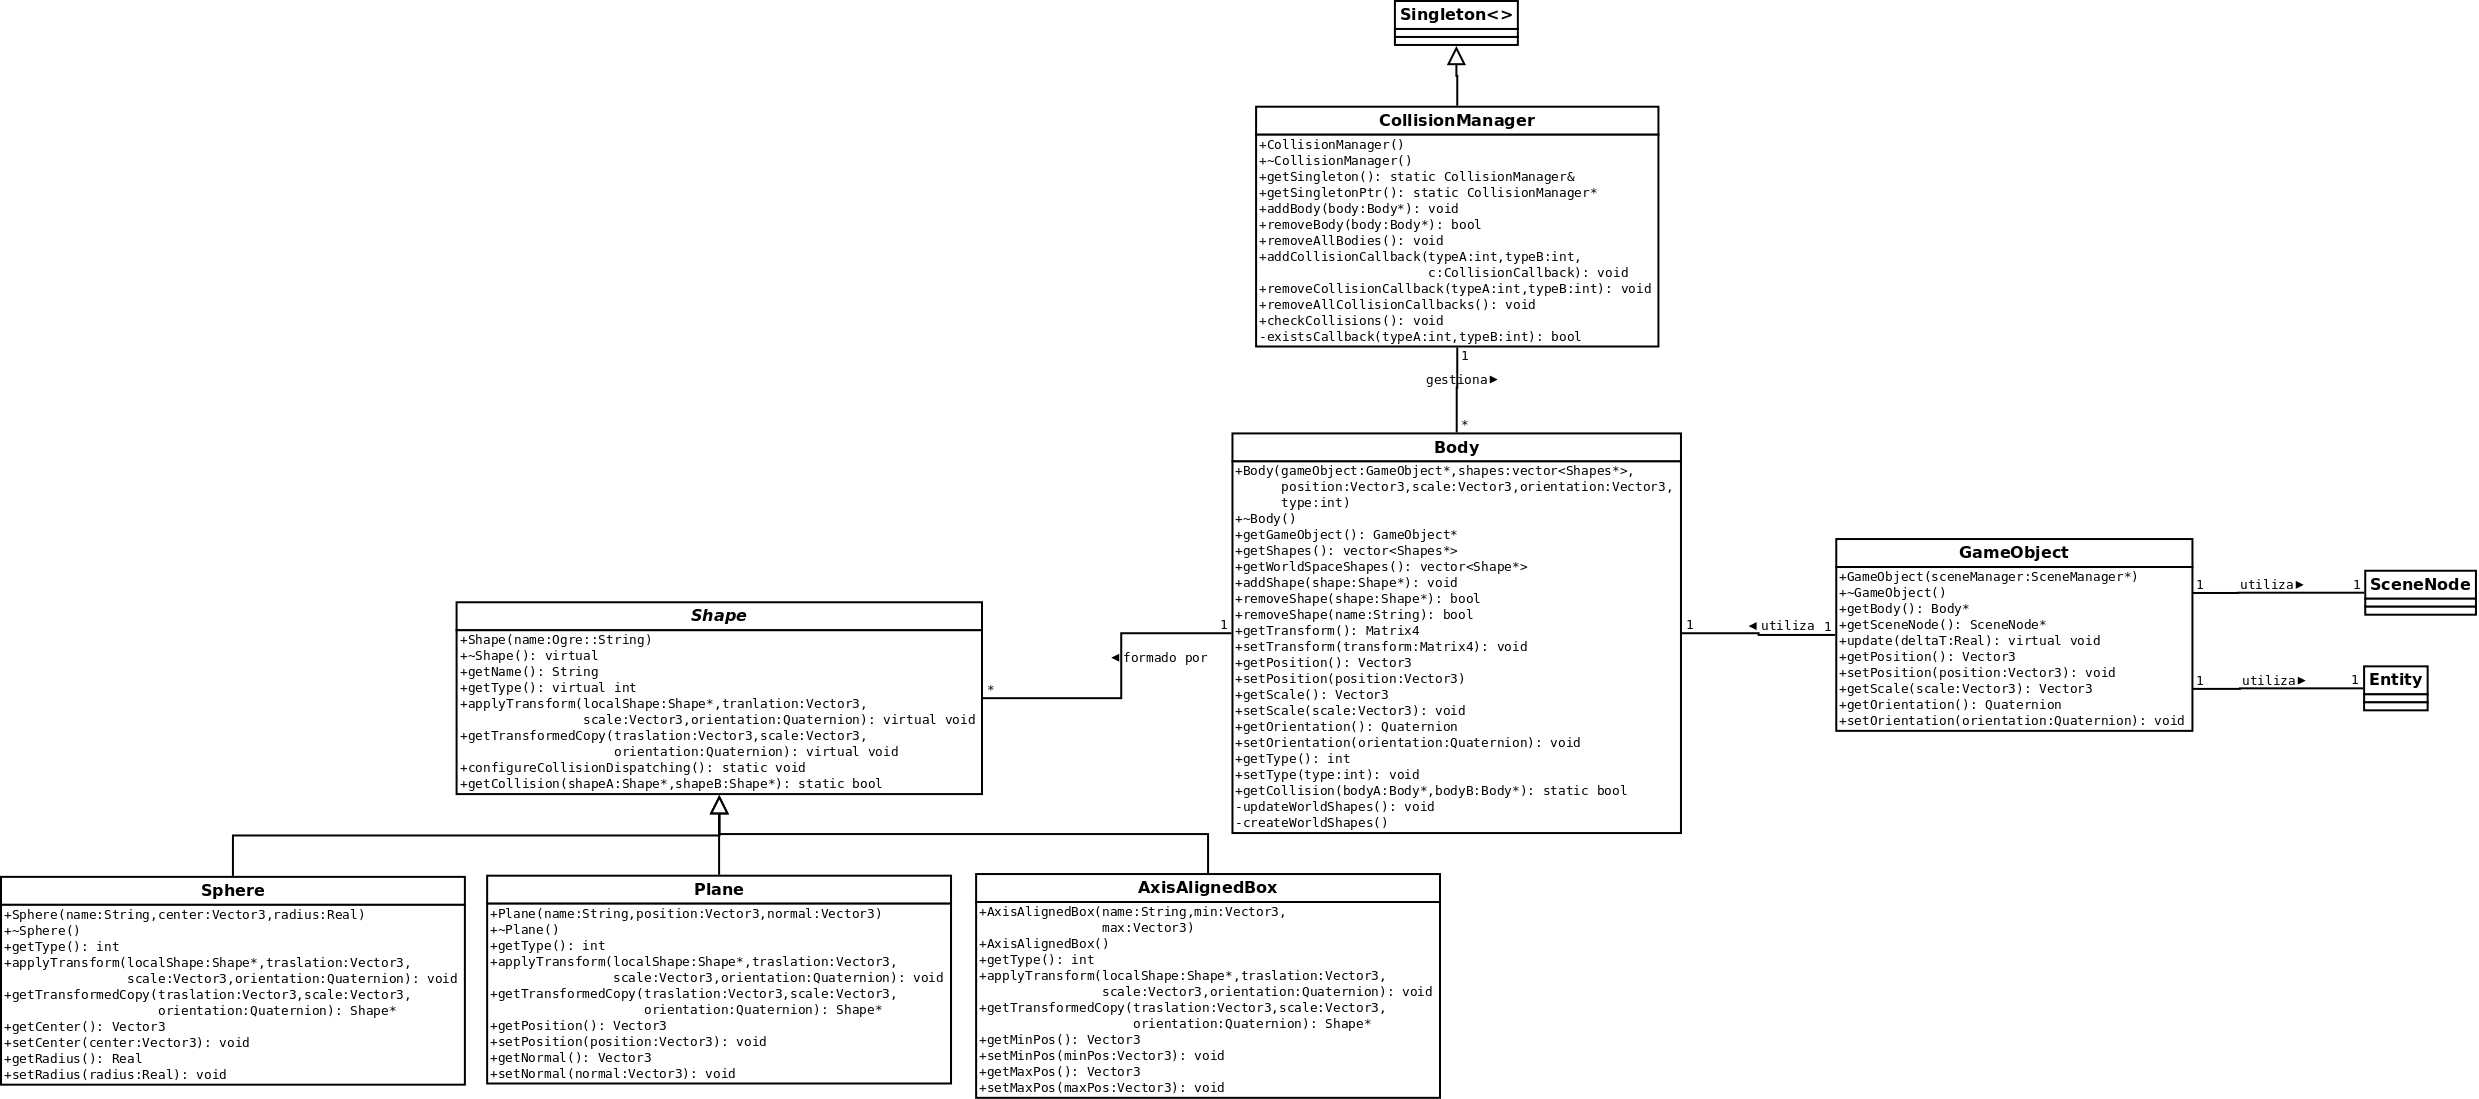 Singleton<>
CollisionManager
+CollisionManager()
+~CollisionManager()
+getSingleton(): static CollisionManager&
+getSingletonPtr(): static CollisionManager*
+addBody(body:Body*): void
+removeBody(body:Body*): bool
+removeAllBodies(): void
+addCollisionCallback(typeA:int,typeB:int,
c:CollisionCallback): void
+removeCollisionCallback(typeA:int,typeB:int): void
+removeAllCollisionCallbacks(): void
+checkCollisions(): void
-existsCallback(typeA:int,typeB:int): bool
1
gestiona►
*
Body
+Body(gameObject:GameObject*,shapes:vector<Shapes*>,
position:Vector3,scale:Vector3,orientation:Vector3,
type:int)
+~Body()
+getGameObject(): GameObject*
+getShapes(): vector<Shapes*>
+getWorldSpaceShapes(): vector<Shape*>
+addShape(shape:Shape*): void
+removeShape(shape:Shape*): bool
+removeShape(name:String): bool
+getTransform(): Matrix4
+setTransform(transform:Matrix4): void
+getPosition(): Vector3
+setPosition(position:Vector3)
+getScale(): Vector3
+setScale(scale:Vector3): void
+getOrientation(): Quaternion
+setOrientation(orientation:Quaternion): void
+getType(): int
+setType(type:int): void
+getCollision(bodyA:Body*,bodyB:Body*): static bool
-updateWorldShapes(): void
-createWorldShapes()
1
◄ utiliza
1
GameObject
+GameObject(sceneManager:SceneManager*)
+~GameObject()
+getBody(): Body*
+getSceneNode(): SceneNode*
+update(deltaT:Real): virtual void
+getPosition(): Vector3
+setPosition(position:Vector3): void
+getScale(scale:Vector3): Vector3
+getOrientation(): Quaternion
+setOrientation(orientation:Quaternion): void
1
utiliza►
1
SceneNode
1
utiliza►
1
Entity
1
◄formado por
*
Shape
+Shape(name:Ogre::String)
+~Shape(): virtual
+getName(): String
+getType(): virtual int
+applyTransform(localShape:Shape*,tranlation:Vector3,
scale:Vector3,orientation:Quaternion): virtual void
+getTransformedCopy(traslation:Vector3,scale:Vector3,
orientation:Quaternion): virtual void
+configureCollisionDispatching(): static void
+getCollision(shapeA:Shape*,shapeB:Shape*): static bool
Sphere
+Sphere(name:String,center:Vector3,radius:Real)
+~Sphere()
+getType(): int
+applyTransform(localShape:Shape*,traslation:Vector3,
scale:Vector3,orientation:Quaternion): void
+getTransformedCopy(traslation:Vector3,scale:Vector3,
orientation:Quaternion): Shape*
+getCenter(): Vector3
+setCenter(center:Vector3): void
+getRadius(): Real
+setRadius(radius:Real): void
Plane
+Plane(name:String,position:Vector3,normal:Vector3)
+~Plane()
+getType(): int
+applyTransform(localShape:Shape*,traslation:Vector3,
scale:Vector3,orientation:Quaternion): void
+getTransformedCopy(traslation:Vector3,scale:Vector3,
orientation:Quaternion): Shape*
+getPosition(): Vector3
+setPosition(position:Vector3): void
+getNormal(): Vector3
+setNormal(normal:Vector3): void
AxisAlignedBox
+AxisAlignedBox(name:String,min:Vector3,
max:Vector3)
+AxisAlignedBox()
+getType(): int
+applyTransform(localShape:Shape*,traslation:Vector3,
scale:Vector3,orientation:Quaternion): void
+getTransformedCopy(traslation:Vector3,scale:Vector3,
orientation:Quaternion): Shape*
+getMinPos(): Vector3
+setMinPos(minPos:Vector3): void
+getMaxPos(): Vector3
+setMaxPos(maxPos:Vector3): void